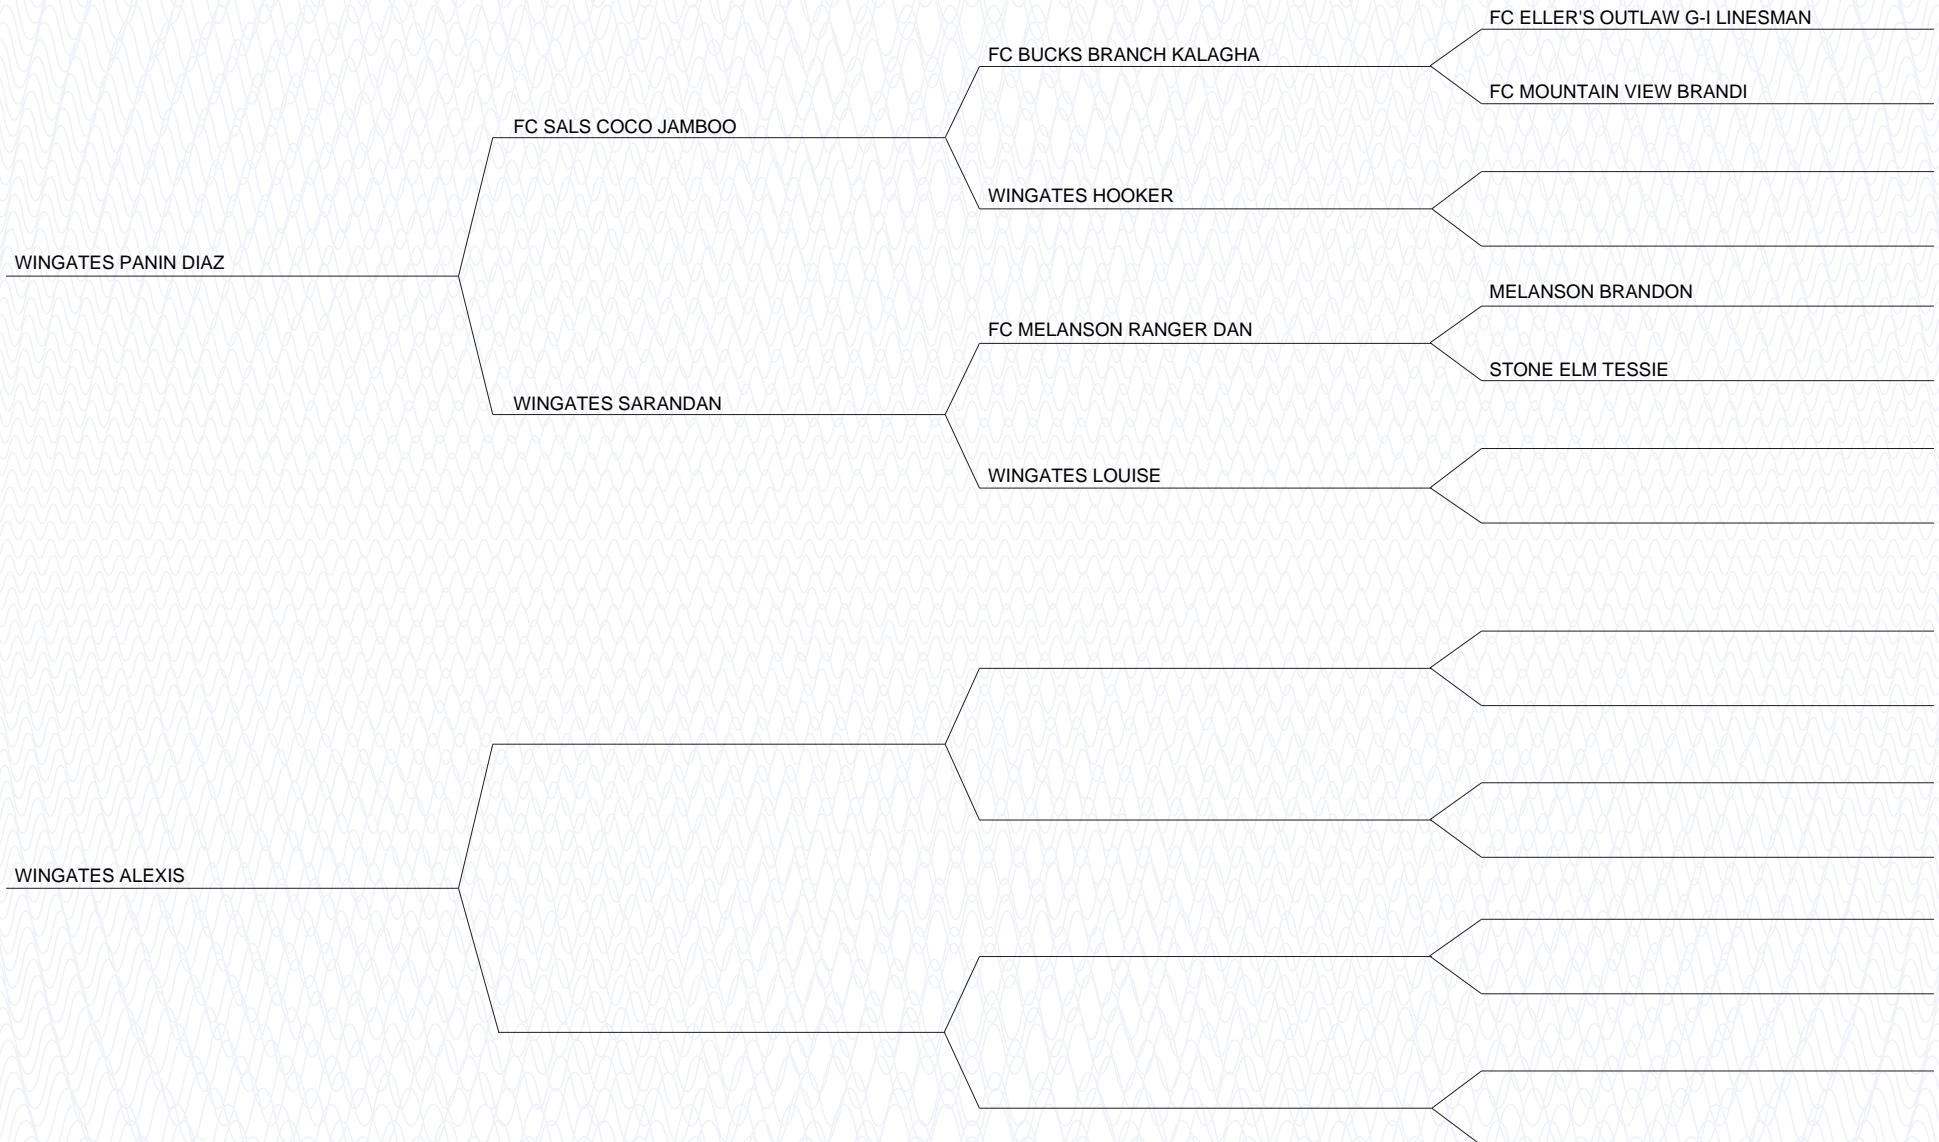 FC ELLER'S OUTLAW G-I LINESMAN
FC BUCKS BRANCH KALAGHA
FC MOUNTAIN VIEW BRANDI
FC SALS COCO JAMBOO
WINGATES HOOKER
WINGATES PANIN DIAZ
MELANSON BRANDON
FC MELANSON RANGER DAN
STONE ELM TESSIE
WINGATES SARANDAN
WINGATES LOUISE
WINGATES ALEXIS